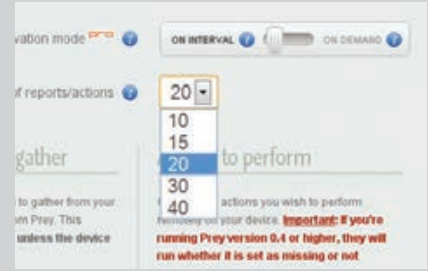 vation mode pro
ON INTERVAL ON DEMAND
of reports/actions
20
10
15
20
30
40
gather
to perform
to gather from your
actions you wish to perform
om Prey. This
on your device. Important: If you're
unless the device
running Prey version 0.4 or higher, they will
run whether it is set as missing or not